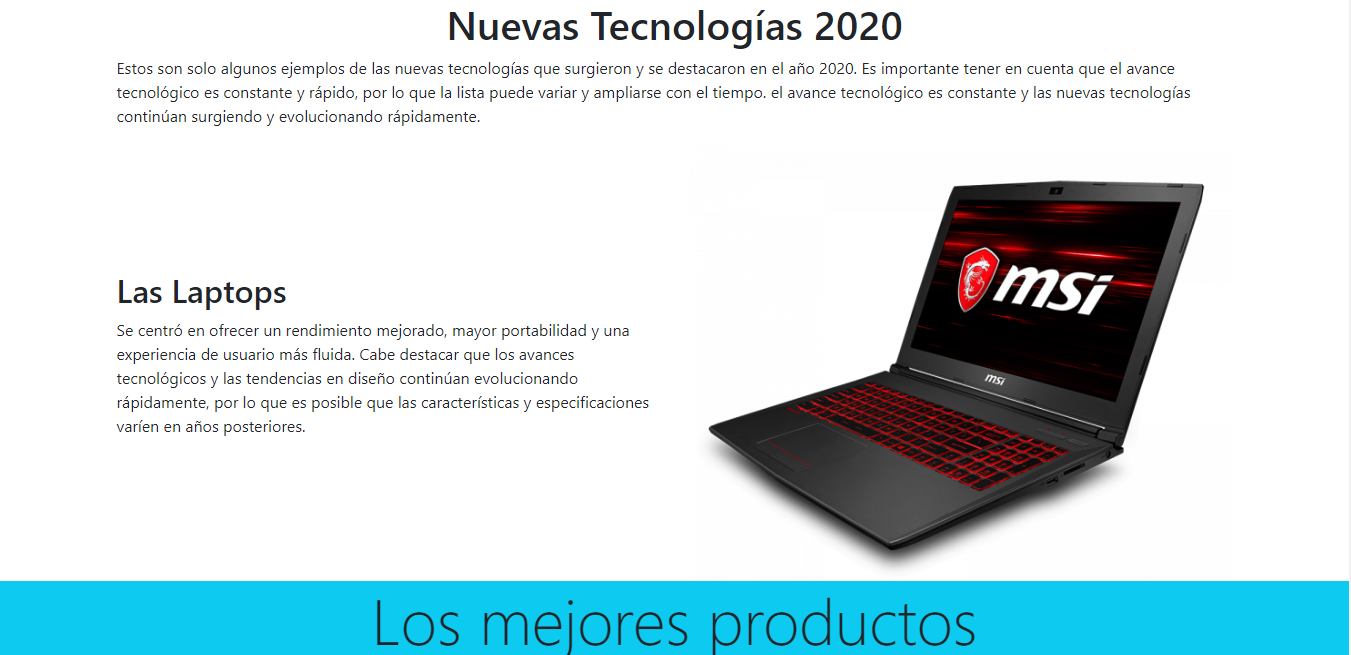 Nuevas Tecnologías 2020
Estos son solo algunos ejemplos de las nuevas tecnologías que surgieron y se destacaron en el año 2020. Es importante tener en cuenta que el avance
tecnológico es constante y rápido, por lo que la lista puede variar y ampliarse con el tiempo. el avance tecnológico es constante y las nuevas tecnologías
continúan surgiendo y evolucionando rápidamente.
Las Laptops
Se centró en ofrecer un rendimiento mejorado, mayor portabilidad y una
experiencia de usuario más fluida. Cabe destacar que los avances
tecnológicos y las tendencias en diseño continúan evolucionando
rápidamente, por lo que es posible que las características y especificaciones
varíen en años posteriores.
msi
msi
Los mejores productos